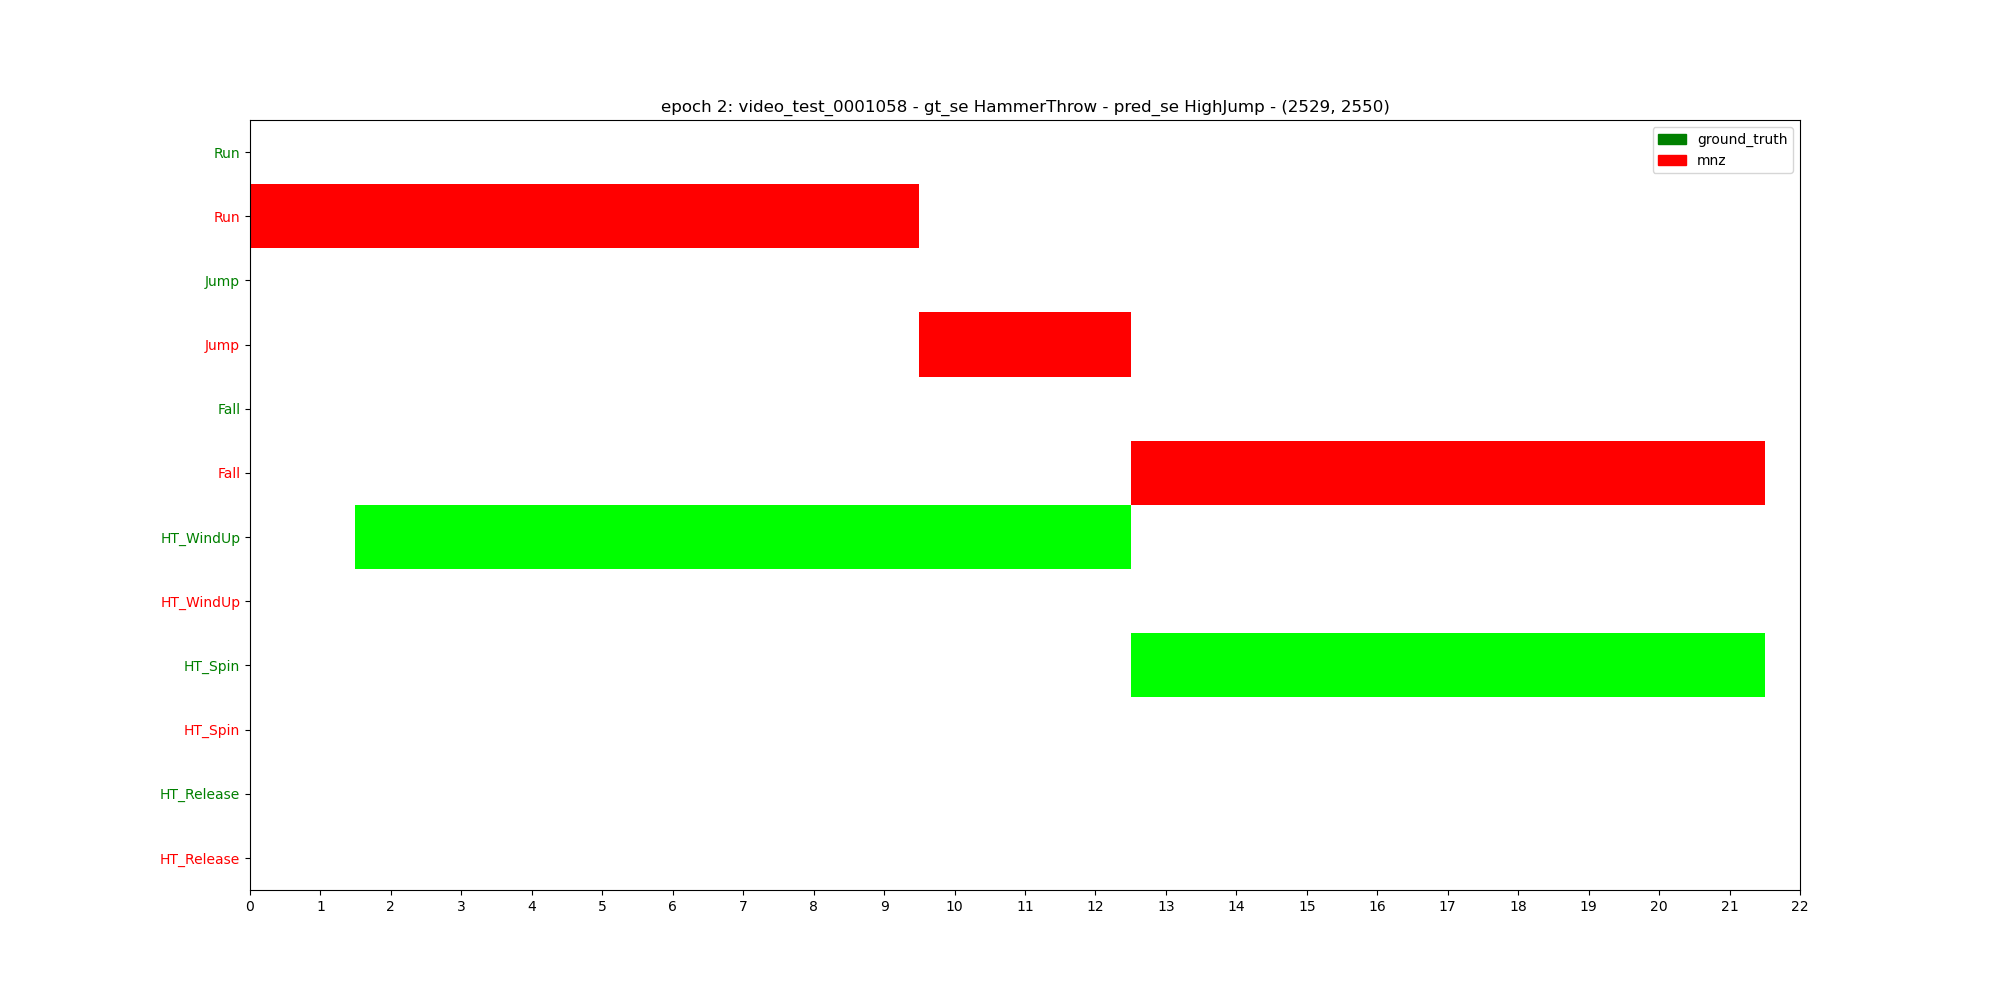 epoch 2: video_test_0001058 - gt_se HammerThrow - pred_se HighJump - (2529, 2550)
ground_truth
mnz
Run
Run
Jump
Jump
Fall
Fall
HT_WindUp
HT_WindUp
HT_Spin
HT_Spin
HT_Release
HT_Release
0 1 2 3 4 5 6 7 8 9 10 11 12 13 14 15 16 17 18 19 20 21 22